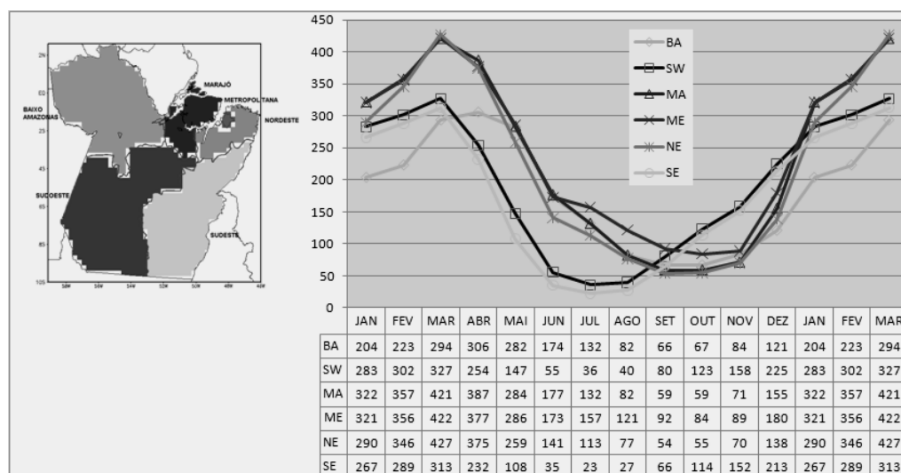 MARAJÓ
METROPOLITANA
BAIXO
AMAZONAS
NORDESTE
SUDOESTE
SUDESTE
450
400
350
300
250
200
150
100
50
0
BA
SW
MA
ME
NE
SE
JAN FEV MAR ABR MAI JUN JUL AGO SET OUT NOV DEZ JAN FEV MAR
BA 204 223 294 306 282 174 132 82 66 67 84 121 204 223 294
SW 283 302 327 254 147 55 36 40 80 123 158 225 283 302 327
MA 322 357 421 387 284 177 132 82 59 59 71 155 322 357 421
ME 321 356 422 377 286 173 157 121 92 84 89 180 321 356 422
NE 290 346 427 375 259 141 113 77 54 55 70 138 290 346 427
SE 267 289 313 232 108 35 23 27 66 114 152 213 267 289 313